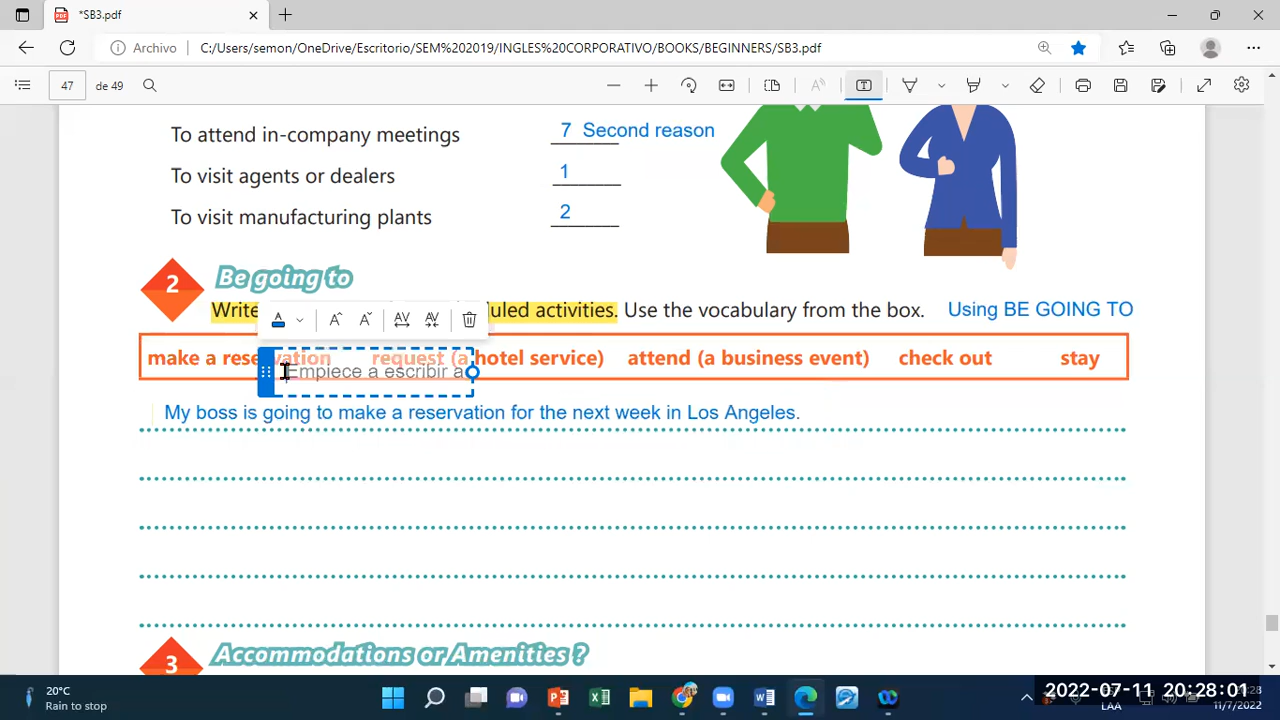 *SB3.pdf
Archivo C:/Users/semon/OneDrive/Escritorio/SEM%202019/INGLES%20CORPORATIVO/BOOKS/BEGINNERS/SB3.pdf
47 de 49
To attend in-company meetings 7 Second reason
To visit agents or dealers 1
To visit manufacturing plants 2
2 Be going to
Write duled activities. Use the vocabulary from the box. Using BE GOING TO
make a reservation request (a hotel service) attend (a business event) check out stay
Empiece a escribir a
My boss is going to make a reservation for the next week in Los Angeles.
3 Accommodations or Amenities ?
20°C
Rain to stop
LAA
2022-07-11 20:28:01
11/7/2022